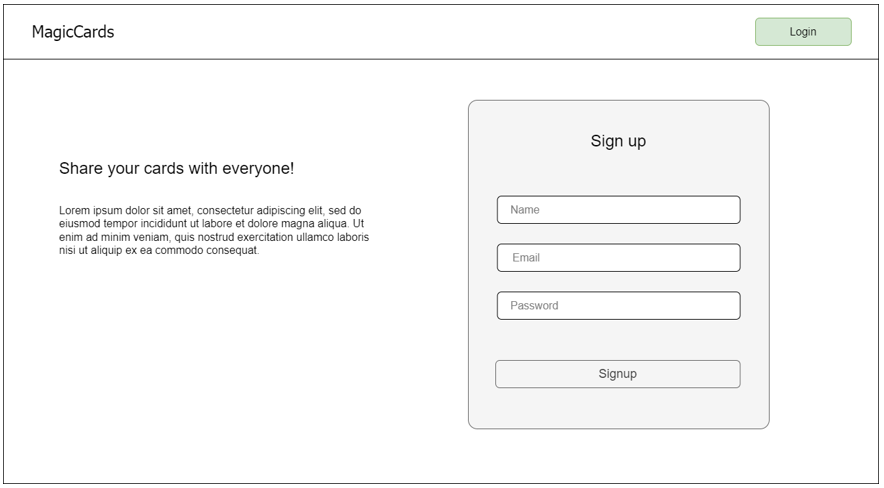 MagicCards
Login
Share your cards with everyone!
Lorem ipsum dolor sit amet, consectetur adipiscing elit, sed do
eiusmod tempor incididunt ut labore et dolore magna aliqua. Ut
enim ad minim veniam, quis nostrud exercitation ullamco laboris
nisi ut aliquip ex ea commodo consequat.
Sign up
Name
Email
Password
Signup